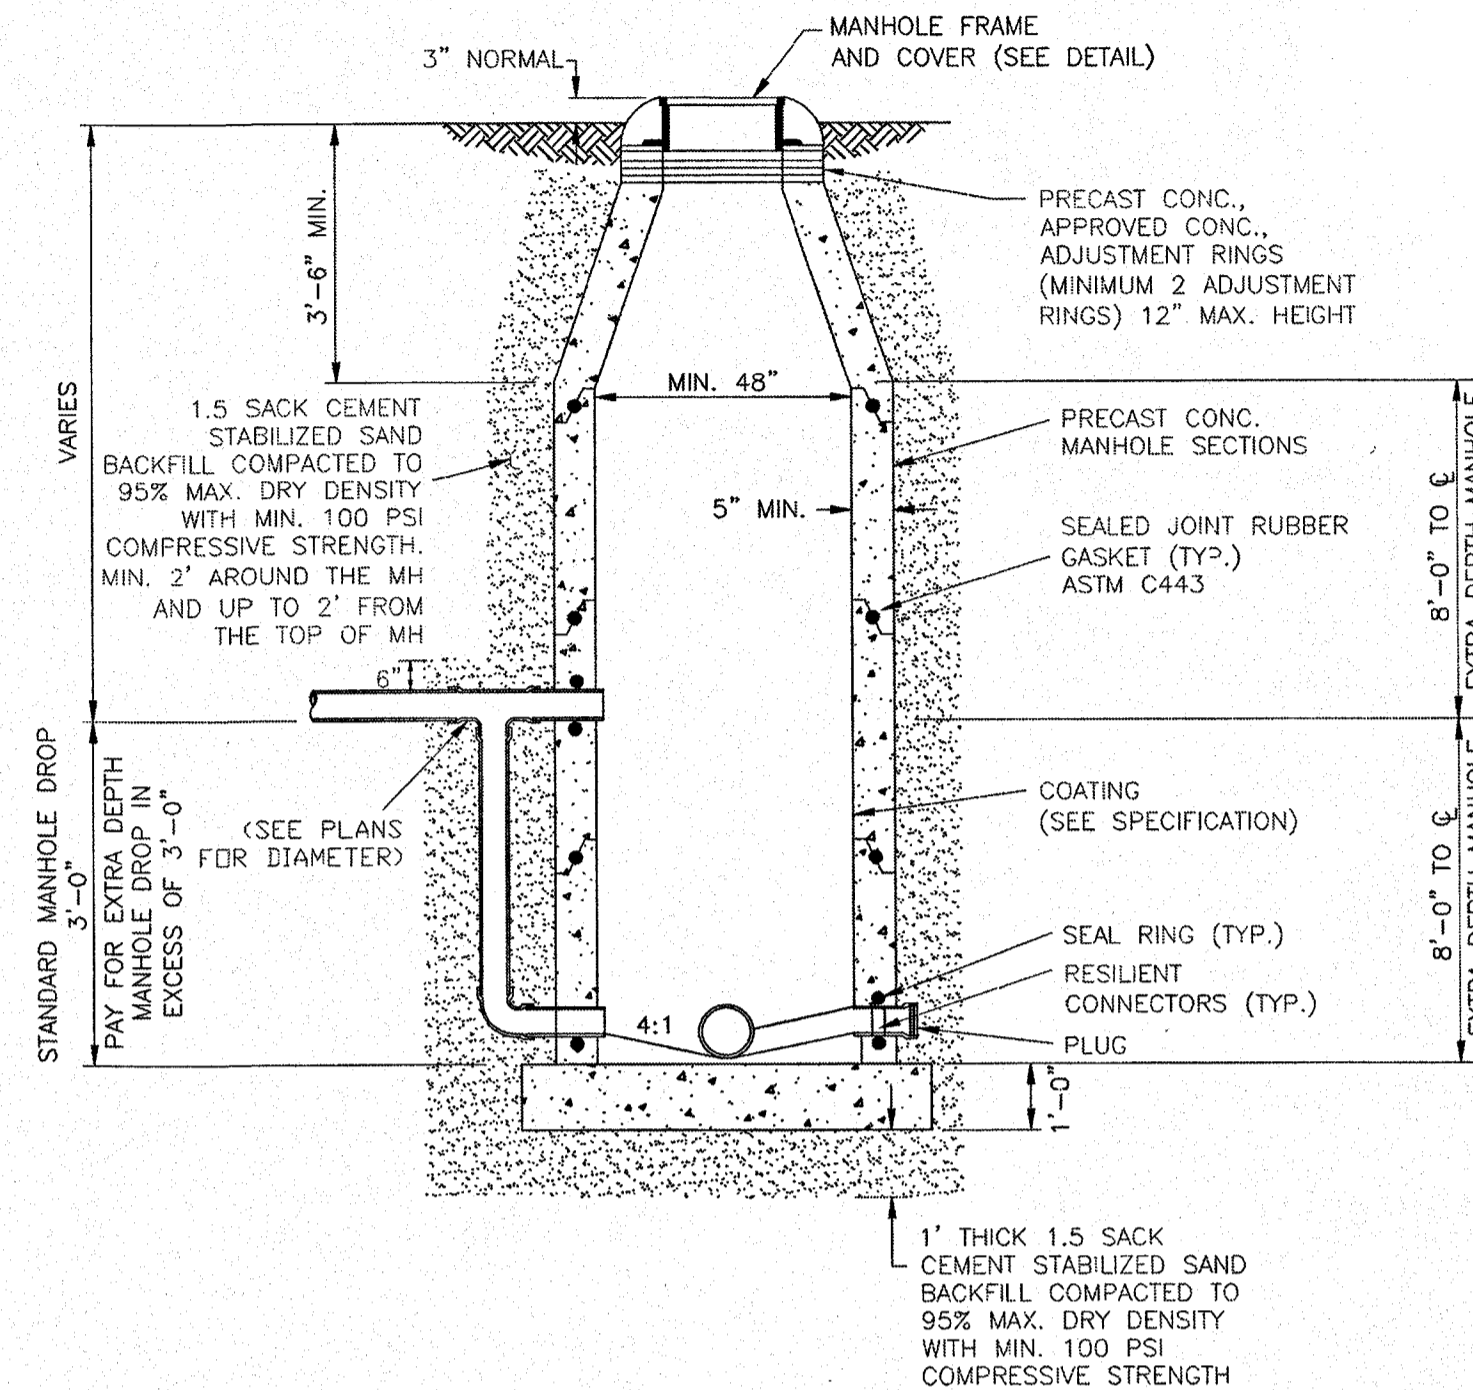 MANHOLE FRAME
AND COVER (SEE DETAIL)
3" NORMAL
3'-6" MIN.
VARIES
PRECAST CONC.,
APPROVED CONC.,
ADJUSTMENT RINGS
(MINIMUM 2 ADJUSTMENT
RINGS) 12" MAX. HEIGHT
MIN. 48"
1.5 SACK CEMENT
STABILIZED SAND
BACKFILL COMPACTED TO
95% MAX. DRY DENSITY
WITH MIN. 100 PSI
COMPRESSIVE STRENGTH.
MIN. 2' AROUND THE MH
AND UP TO 2' FROM
THE TOP OF MH
PRECAST CONC.
MANHOLE SECTIONS
5" MIN.
SEALED JOINT RUBBER
GASKET (TYP.)
ASTM C443
8'-0" TO ℄
EXTRA DEPTH MANHOLE
6"
STANDARD MANHOLE DROP
3'-0"
PAY FOR EXTRA DEPTH
MANHOLE DROP IN
EXCESS OF 3'-0"
(SEE PLANS
FOR DIAMETER)
COATING
(SEE SPECIFICATION)
8'-0" TO ℄
EXTRA DEPTH MANHOLE
SEAL RING (TYP.)
RESILIENT
CONNECTORS (TYP.)
PLUG
4:1
1'-0"
1' THICK 1.5 SACK
CEMENT STABILIZED SAND
BACKFILL COMPACTED TO
95% MAX. DRY DENSITY
WITH MIN. 100 PSI
COMPRESSIVE STRENGTH